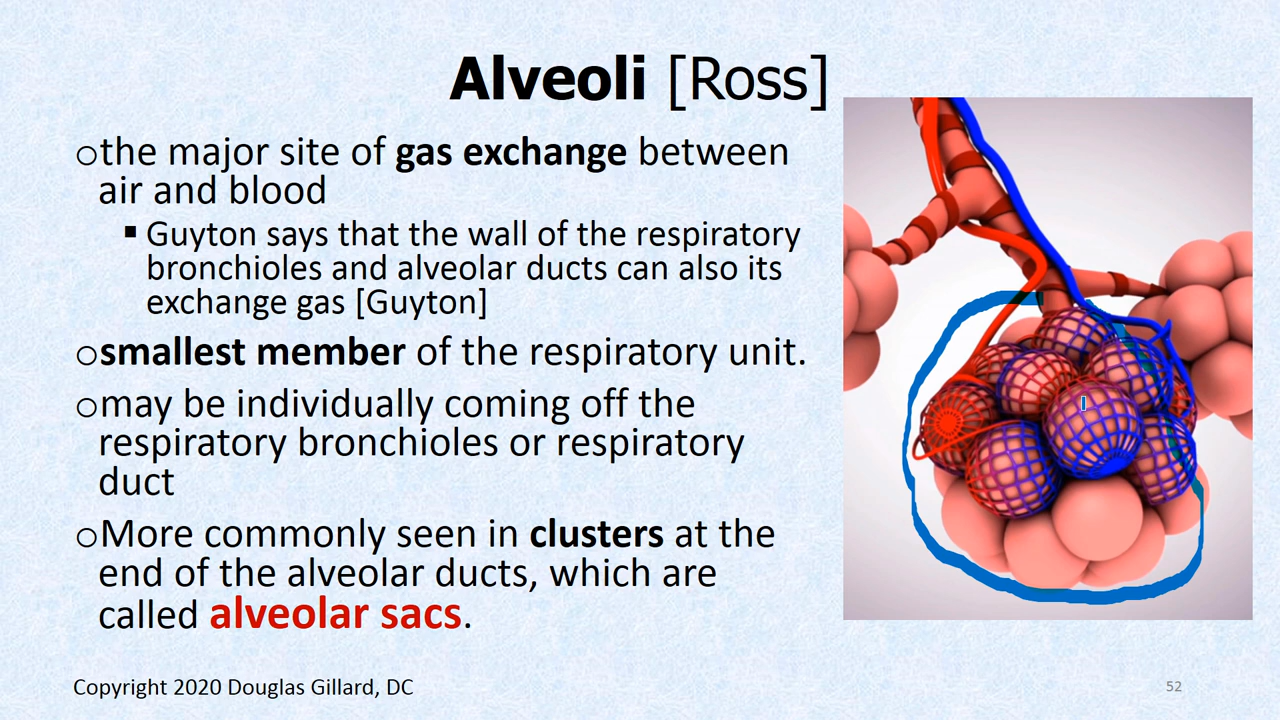 Alveoli [Ross]
othe major site of gas exchange between
air and blood
▪ Guyton says that the wall of the respiratory
bronchioles and alveolar ducts can also its
exchange gas [Guyton]
osmallest member of the respiratory unit.
omay be individually coming off the
respiratory bronchioles or respiratory
duct
oMore commonly seen in clusters at the
end of the alveolar ducts, which are
called alveolar sacs.
Copyright 2020 Douglas Gillard, DC
52